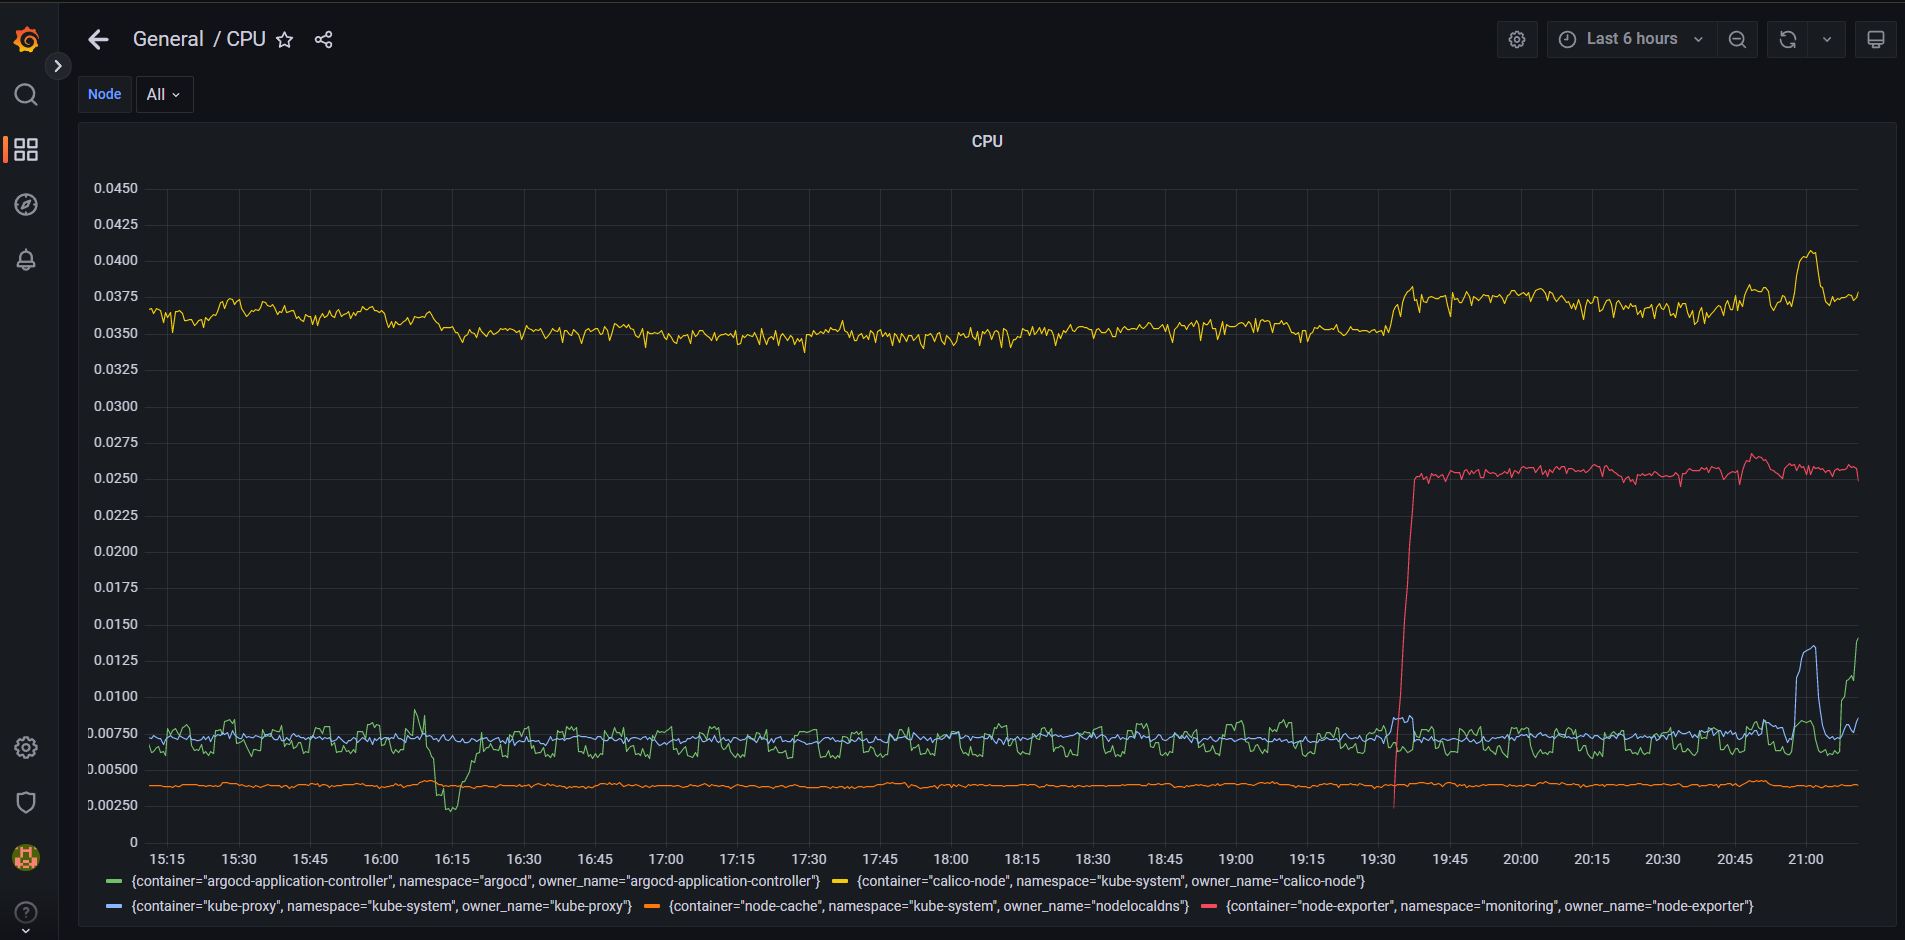 General / CPU
Last 6 hours
Node All
CPU
0.0450
0.0425
0.0400
0.0375
0.0350
0.0325
0.0300
0.0275
0.0250
0.0225
0.0200
0.0175
0.0150
0.0125
0.0100
0.00750
0.00500
0.00250
0
15:15 15:30 15:45 16:00 16:15 16:30 16:45 17:00 17:15 17:30 17:45 18:00 18:15 18:30 18:45 19:00 19:15 19:30 19:45 20:00 20:15 20:30 20:45 21:00
{container="argocd-application-controller", namespace="argocd", owner_name="argocd-application-controller"} {container="calico-node", namespace="kube-system", owner_name="calico-node"}
{container="kube-proxy", namespace="kube-system", owner_name="kube-proxy"} {container="node-cache", namespace="kube-system", owner_name="nodelocaldns"} {container="node-exporter", namespace="monitoring", owner_name="node-exporter"}